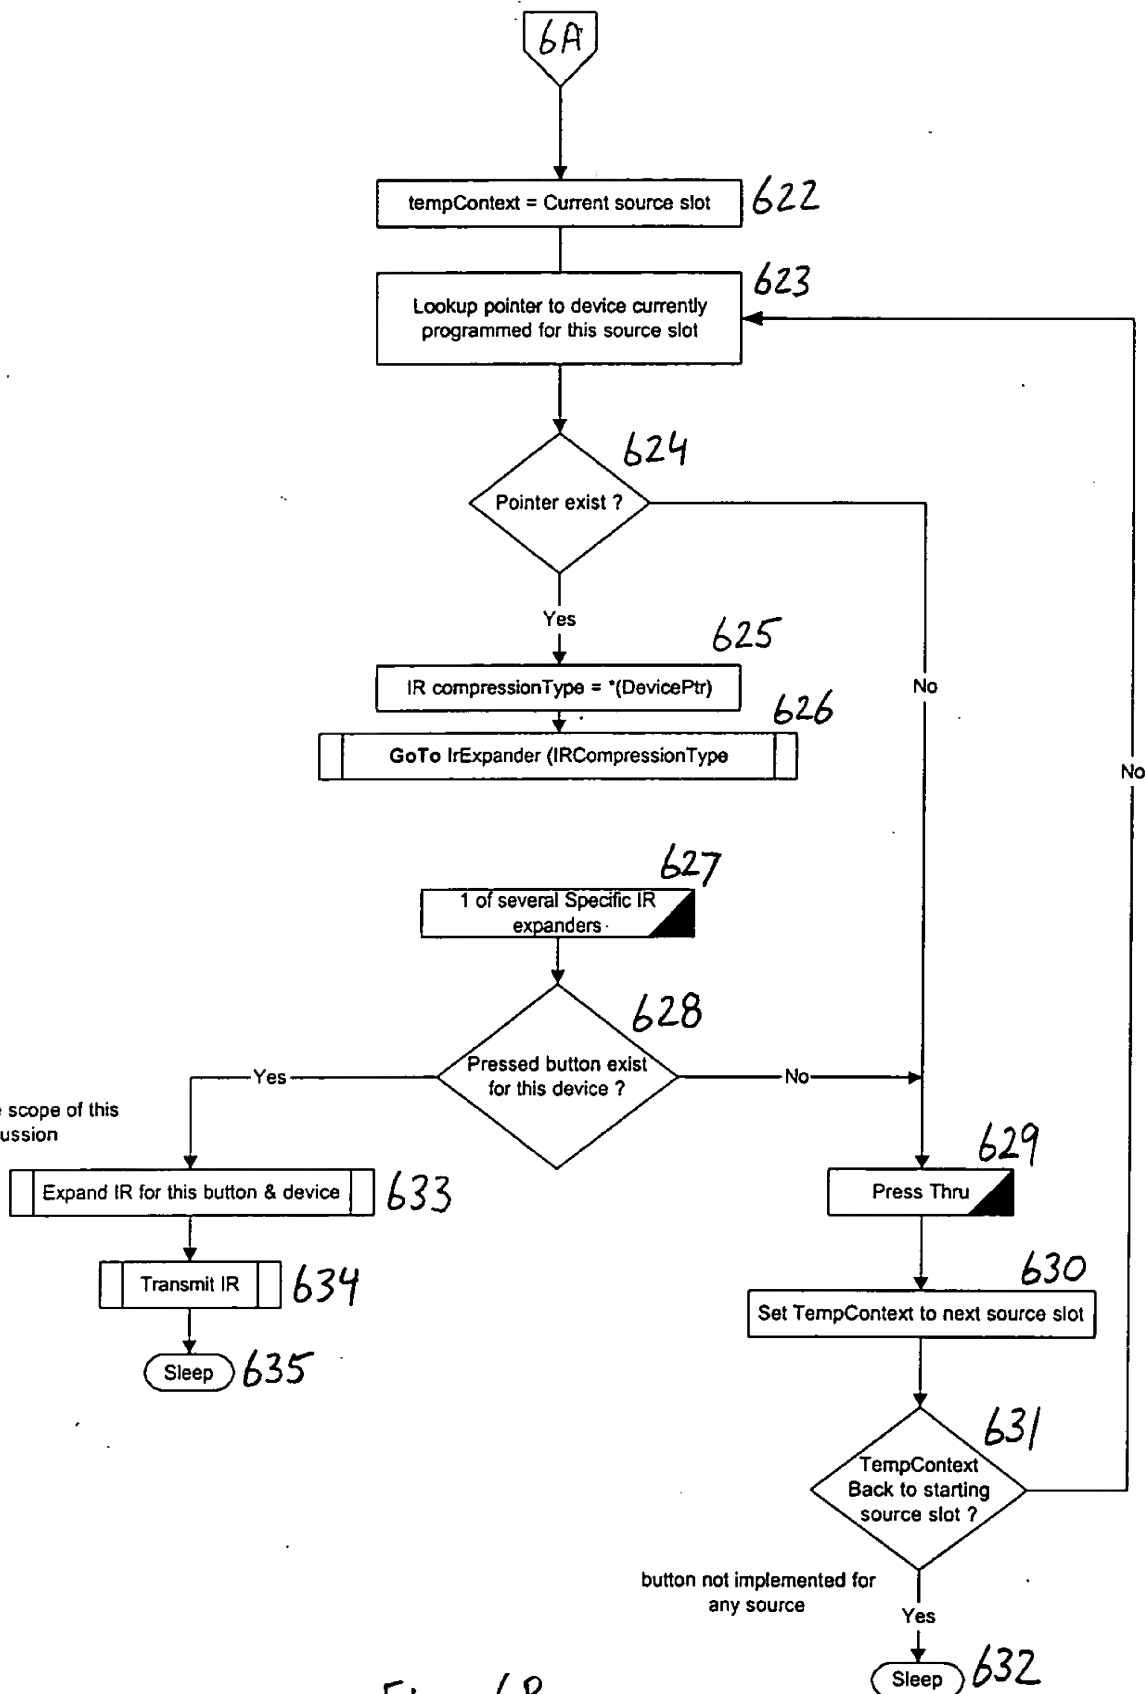 6A
tempContext = Current source slot
622
623
Lookup pointer to device currently
programmed for this source slot
624
Pointer exist ?
Yes
625
IR compressionType = *(DevicePtr)
No
626
GoTo IrExpander (IRCompressionType
No
627
1 of several Specific IR
expanders
628
Pressed button exist
for this device ?
Yes
No
scope of this
629
Expand IR for this button & device
633
Press Thru
630
Transmit IR
634
Set TempContext to next source slot
Sleep
635
631
TempContext
Back to starting
source slot ?
button not implemented for
any source
Yes
Sleep
632